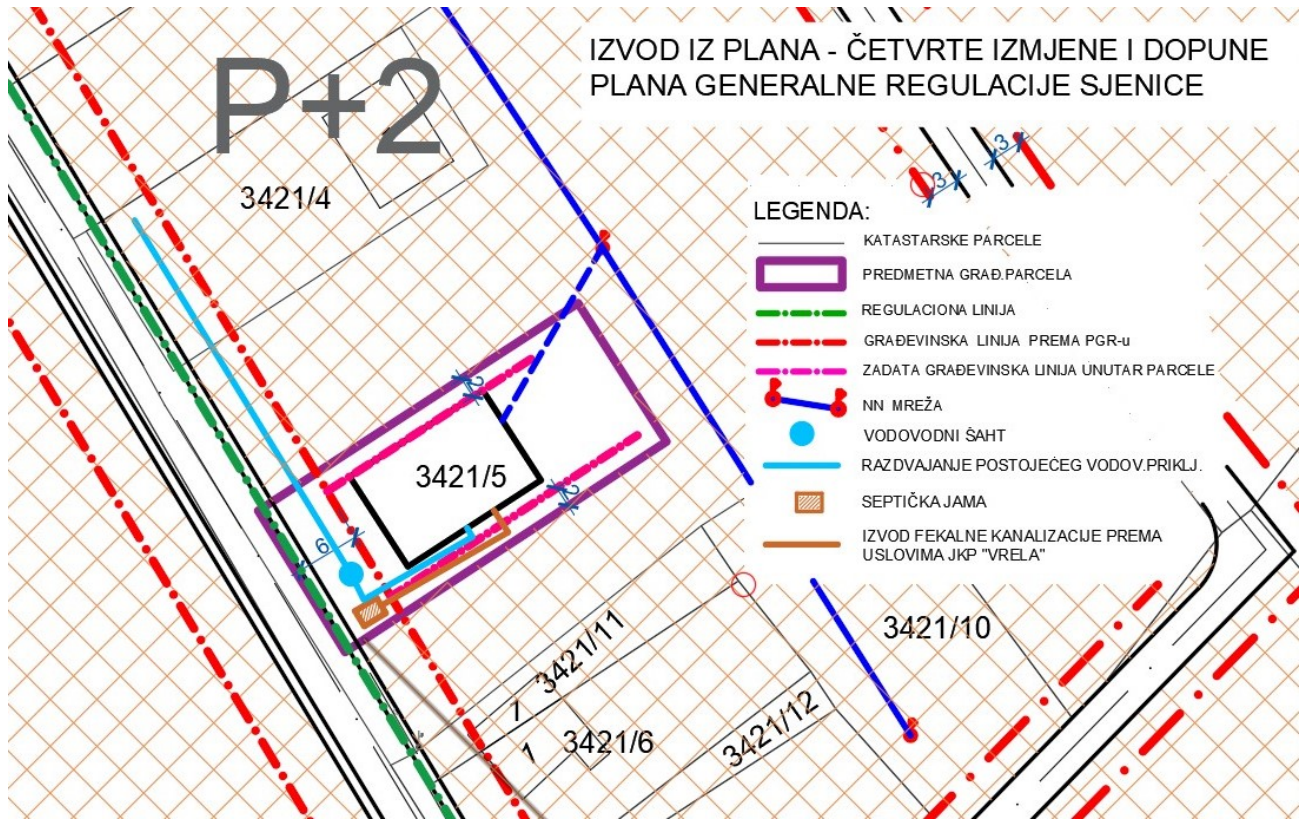 IZVOD IZ PLANA - ČETVRTE IZMJENE I DOPUNE
PLANA GENERALNE REGULACIJE SJENICE
P+2
3421/4
3
3
LEGENDA:
KATASTARSKE PARCELE
PREDMETNA GRAĐ.PARCELA
REGULACIONA LINIJA
GRAĐEVINSKA LINIJA PREMA PGR-u
ZADATA GRAĐEVINSKA LINIJA UNUTAR PARCELE
NN MREŽA
VODOVODNI ŠAHT
RAZDVAJANJE POSTOJEĆEG VODOV.PRIKLJ.
SEPTIČKA JAMA
IZVOD FEKALNE KANALIZACIJE PREMA
USLOVIMA JKP "VRELA"
2
3421/5
2
6
3421/11
3421/10
1
1
3421/6
3421/12